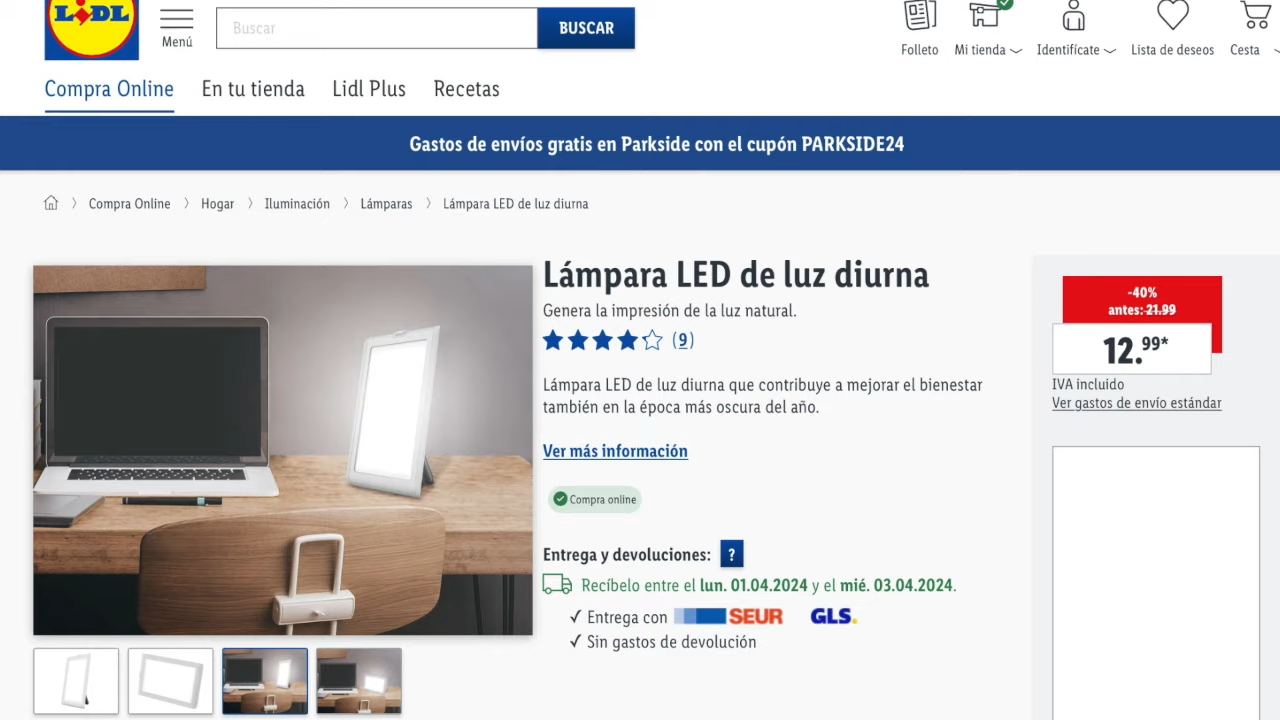 LIDL
Menú
Buscar
BUSCAR
Folleto
Mi tienda
Identifícate
Lista de deseos
Cesta
Compra Online
En tu tienda
Lidl Plus
Recetas
Gastos de envíos gratis en Parkside con el cupón PARKSIDE24
Compra Online
Hogar
Iluminación
Lámparas
Lámpara LED de luz diurna
Lámpara LED de luz diurna
Genera la impresión de la luz natural.
(9)
Lámpara LED de luz diurna que contribuye a mejorar el bienestar
también en la época más oscura del año.
Ver más información
Compra online
Entrega y devoluciones: ?
Recíbelo entre el lun. 01.04.2024 y el mié. 03.04.2024.
✓ Entrega con SEUR GLS.
✓ Sin gastos de devolución
-40%
antes: 21.99
12.99*
IVA incluido
Ver gastos de envío estándar